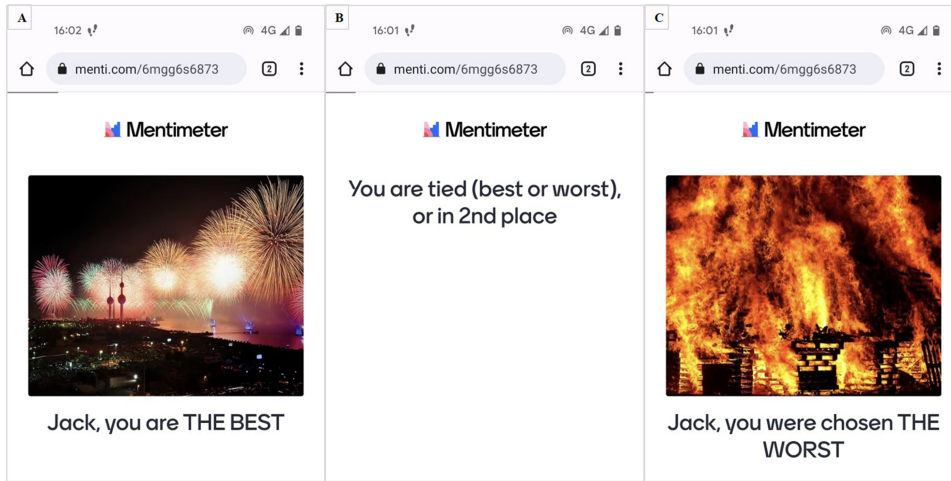 A
16:02
4G
menti.com/6mgg6s6873
2
Mentimeter
Jack, you are THE BEST
B
16:01
4G
menti.com/6mgg6s6873
2
Mentimeter
You are tied (best or worst),
or in 2nd place
C
16:01
4G
menti.com/6mgg6s6873
2
Mentimeter
Jack, you were chosen THE
WORST